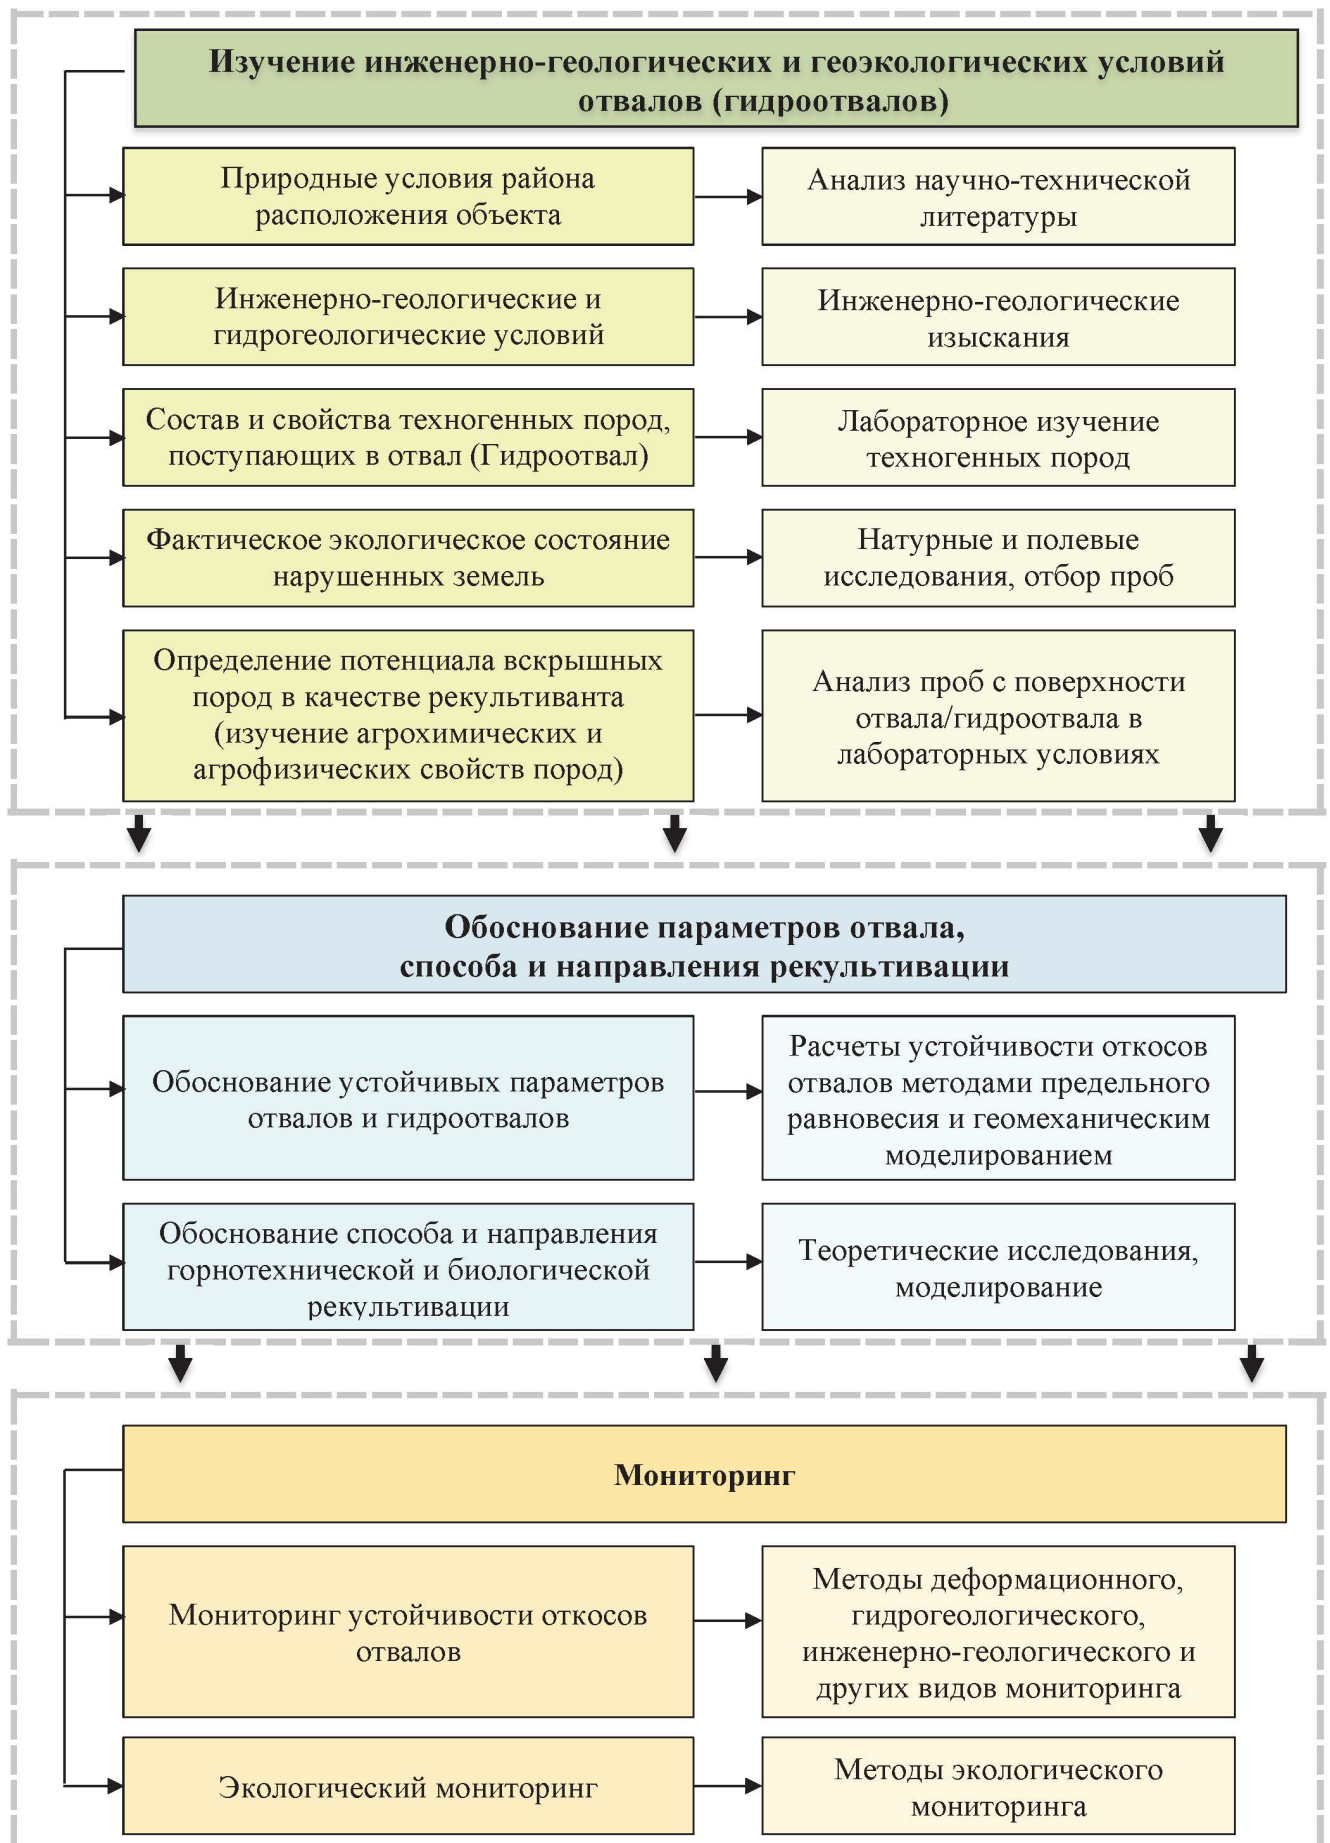 Изучение инженерно-геологических и геоэкологических условий
отвалов (гидроотвалов)
Природные условия района
расположения объекта
Анализ научно-технической
литературы
Инженерно-геологические и
гидрогеологические условий
Инженерно-геологические
изыскания
Состав и свойства техногенных пород,
поступающих в отвал (Гидроотвал)
Лабораторное изучение
техногенных пород
Фактическое экологическое состояние
нарушенных земель
Натурные и полевые
исследования, отбор проб
Определение потенциала вскрышных
пород в качестве рекультиванта
(изучение агрохимических и
агрофизических свойств пород)
Анализ проб с поверхности
отвала/гидроотвала в
лабораторных условиях
Обоснование параметров отвала,
способа и направления рекультивации
Обоснование устойчивых параметров
отвалов и гидроотвалов
Расчеты устойчивости откосов
отвалов методами предельного
равновесия и геомеханическим
моделированием
Обоснование способа и направления
горнотехнической и биологической
рекультивации
Теоретические исследования,
моделирование
Мониторинг
Мониторинг устойчивости откосов
отвалов
Методы деформационного,
гидрогеологического,
инженерно-геологического и
других видов мониторинга
Экологический мониторинг
Методы экологического
мониторинга